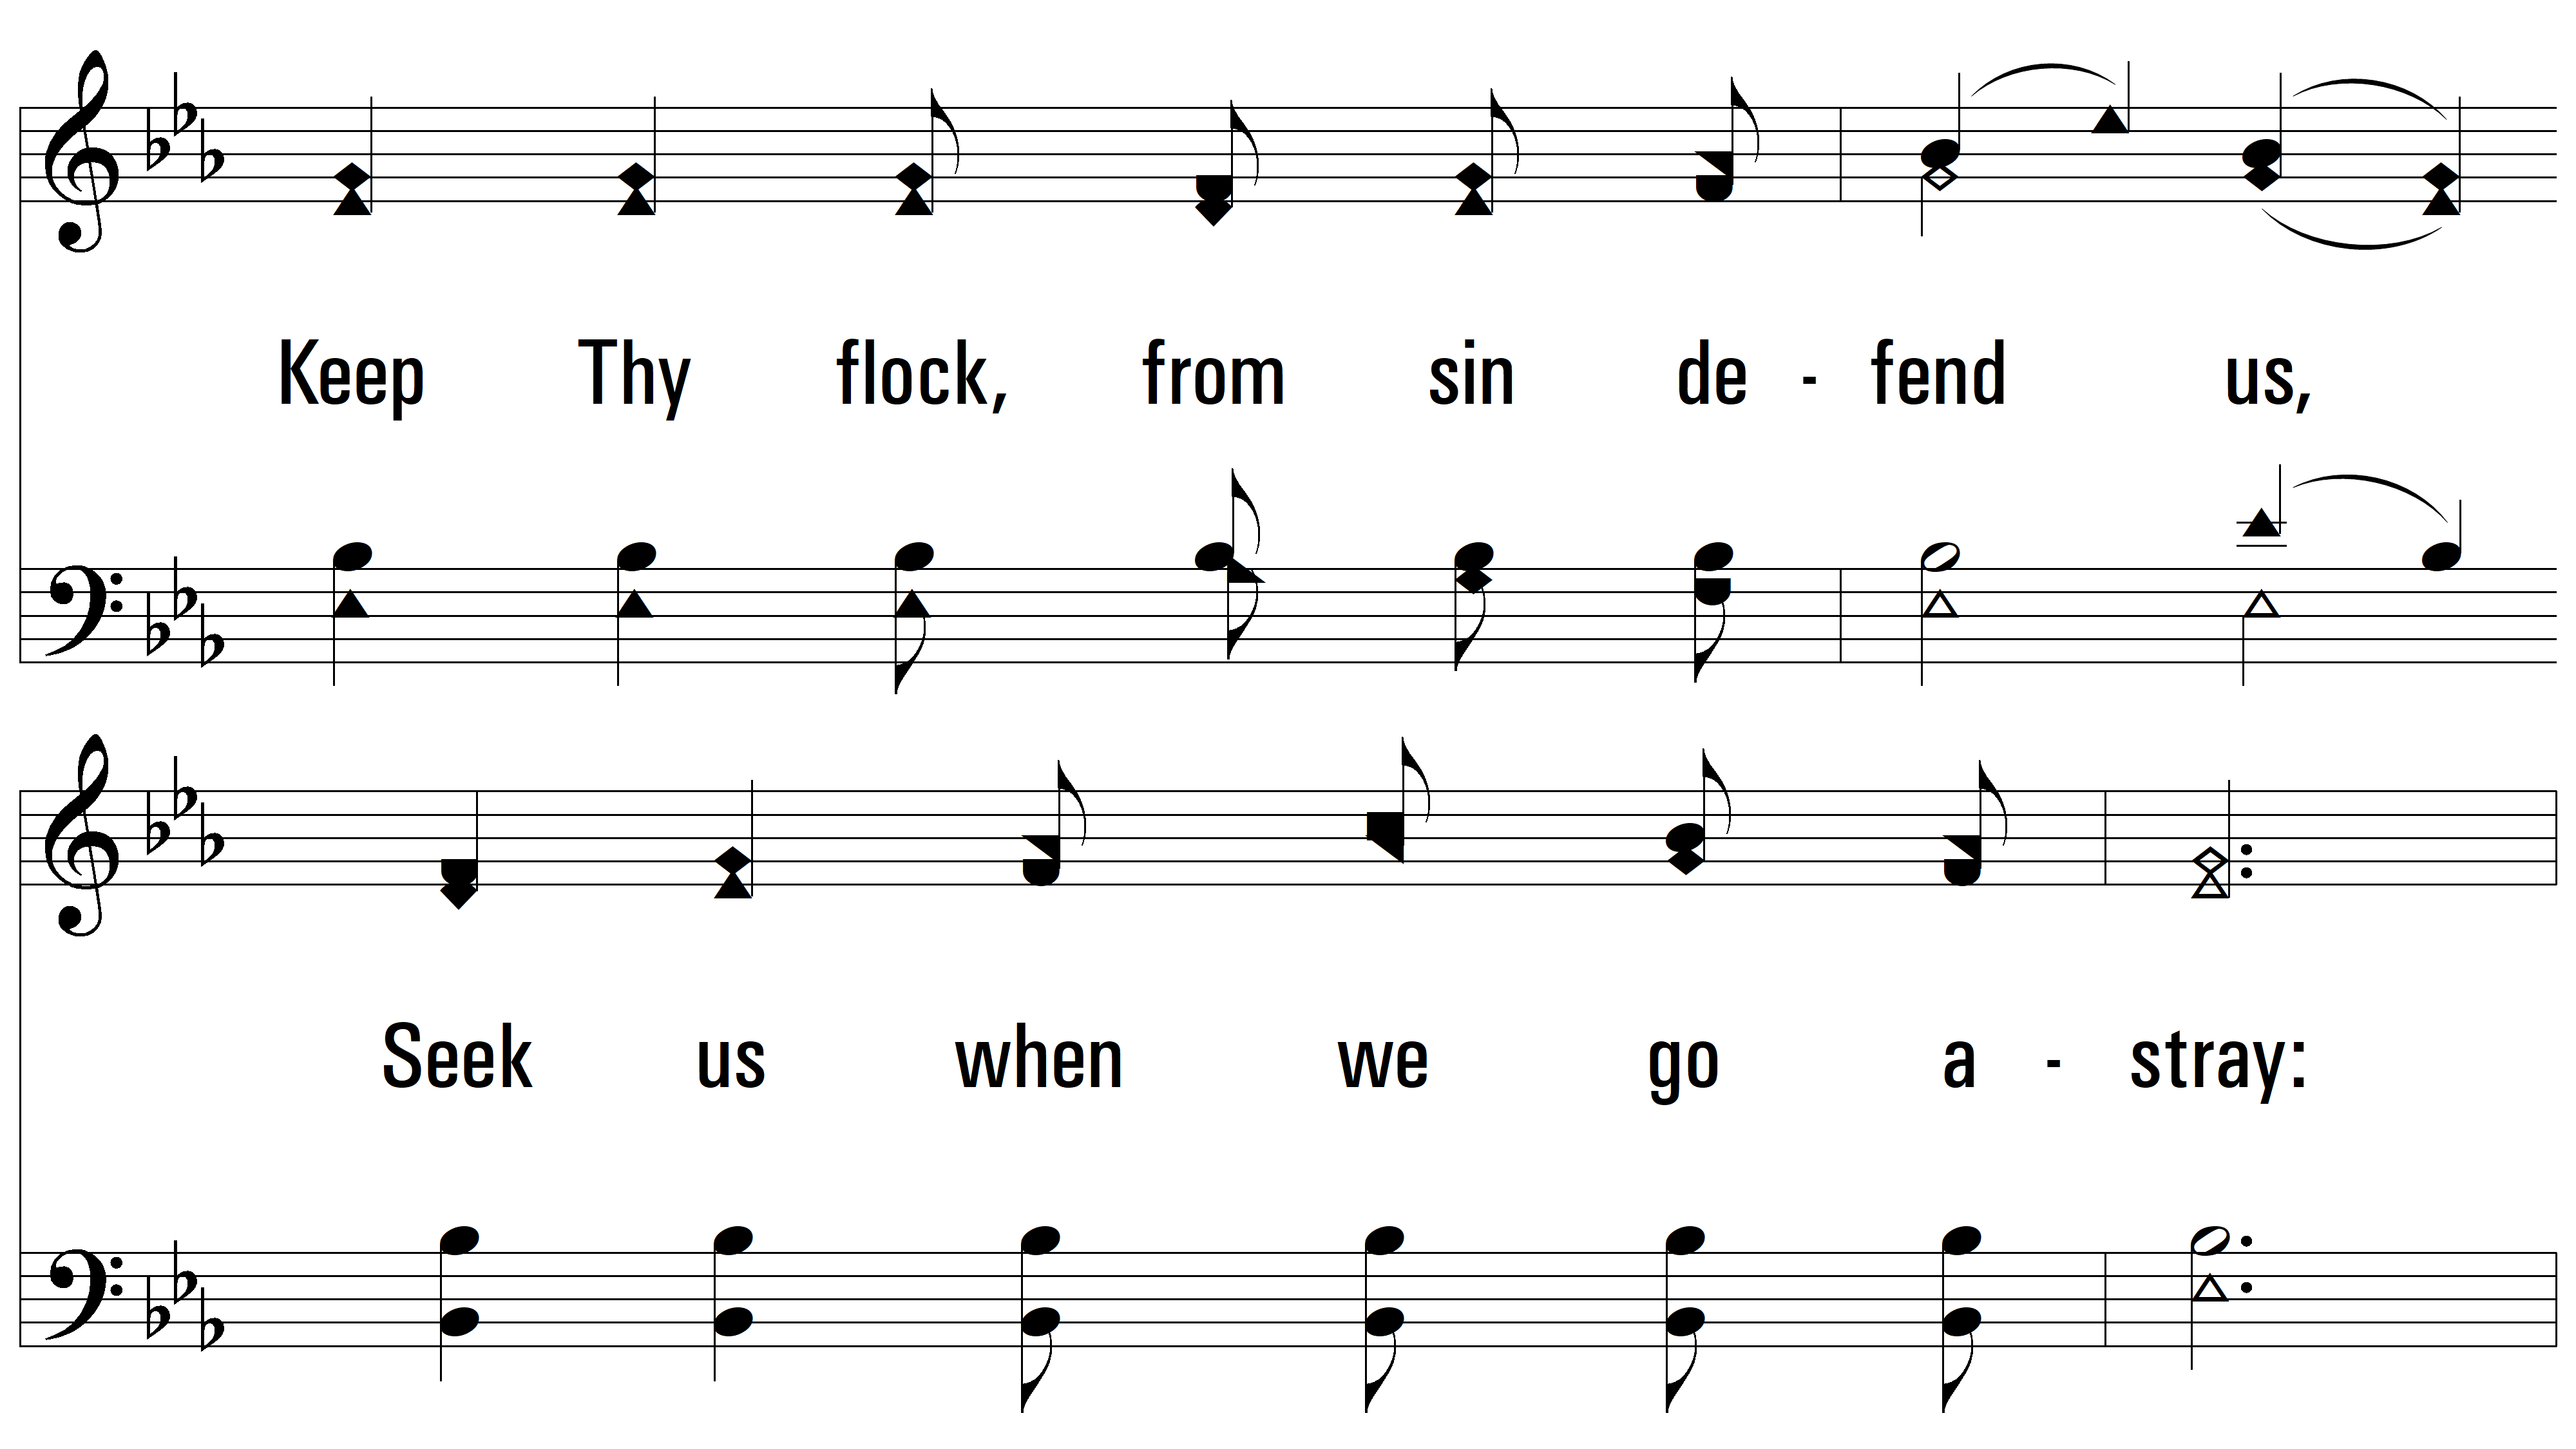 Keep Thy flock, from sin de - fend us,
Seek us when we go a - stray: